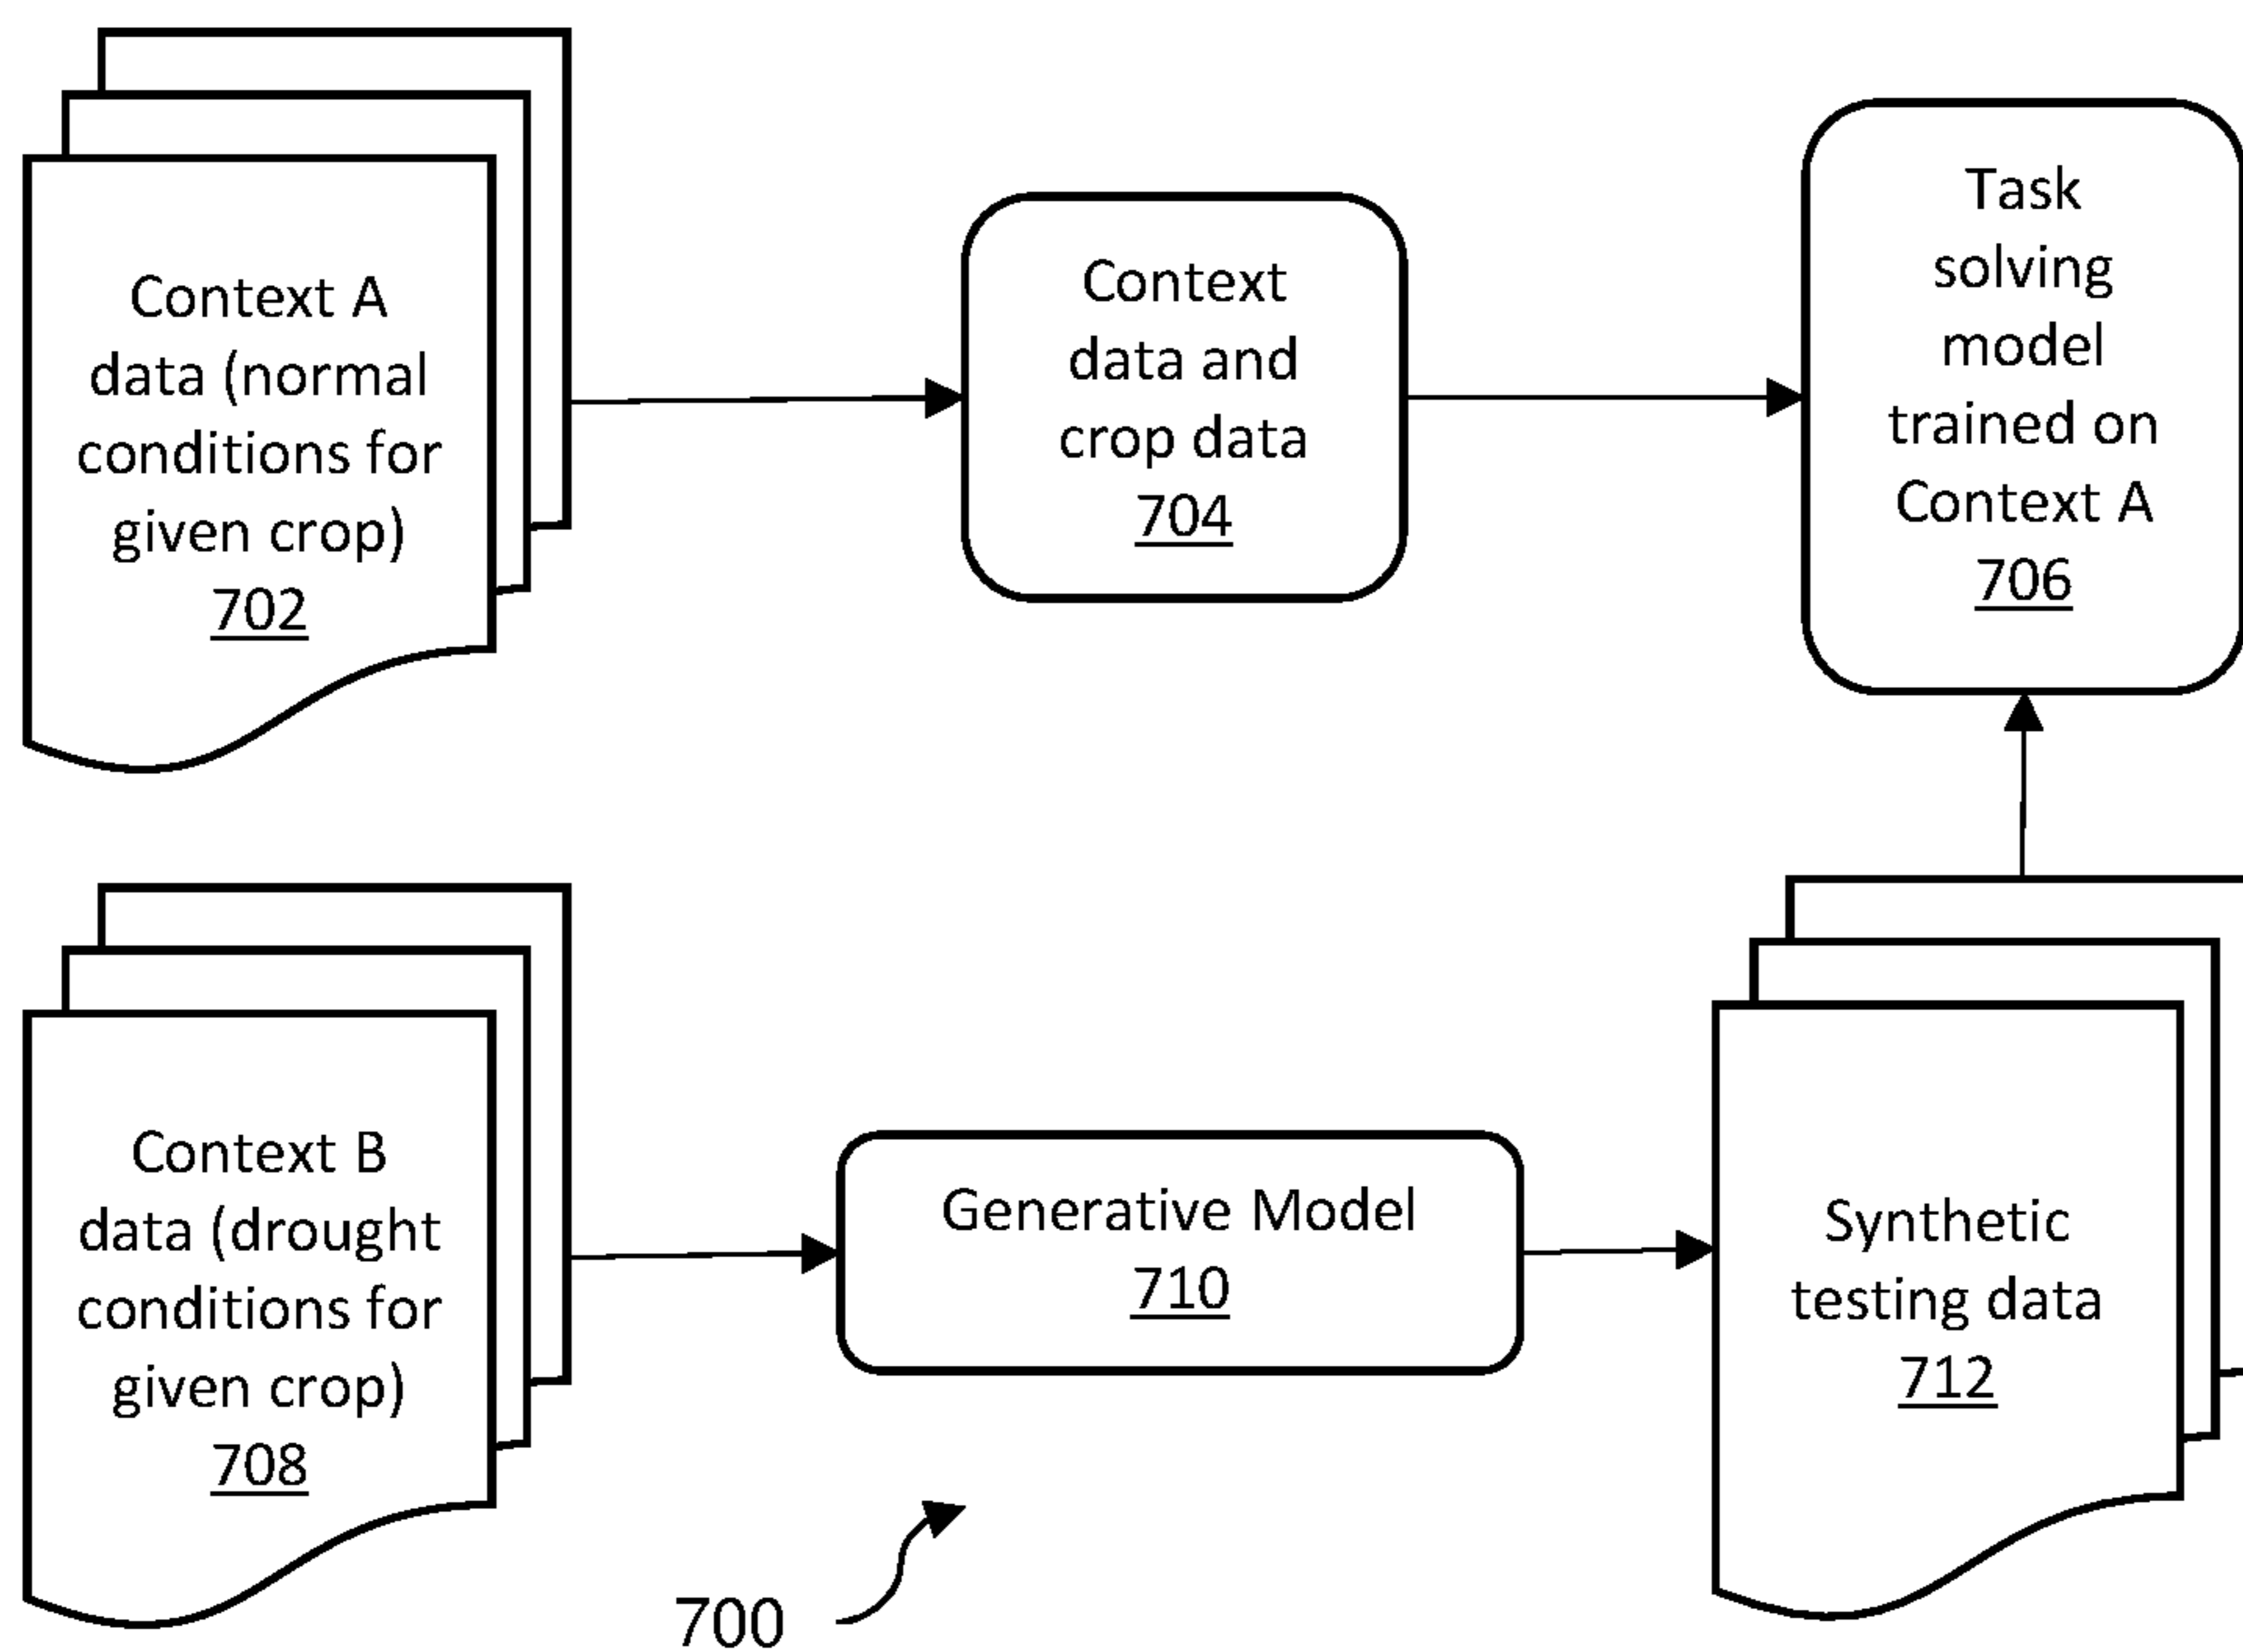 Context A
data (normal
conditions for
given crop)
702
Context
data and
crop data
704
Task
solving
model
trained on
Context A
706
Context B
data (drought
conditions for
given crop)
708
Generative Model
710
Synthetic
testing data
712
700